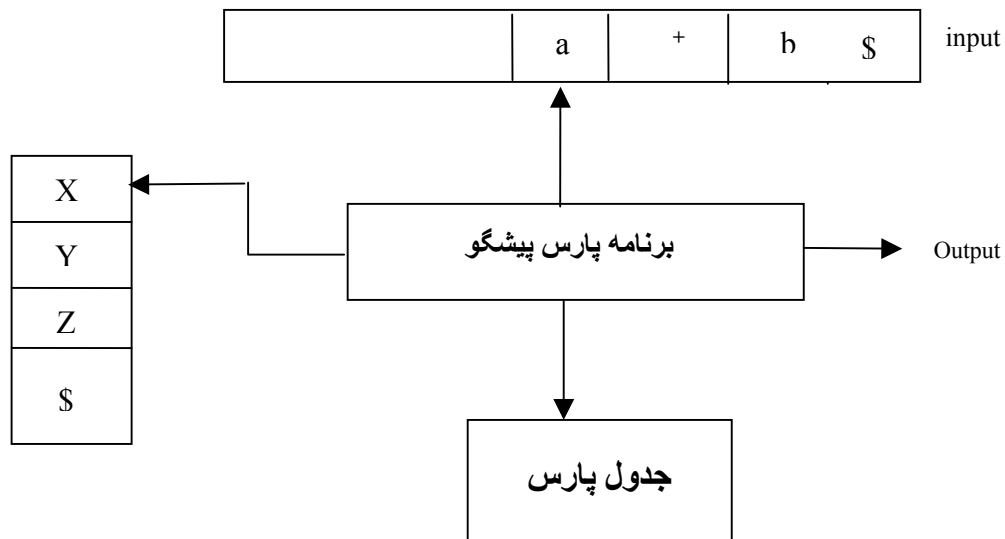 a + b $ input
X
Y
Z
$
برنامه پارس پیشگو
Output
جدول پارس